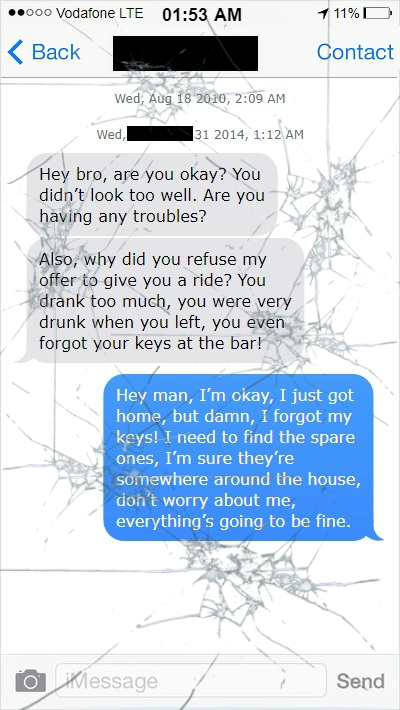 Vodafone LTE 01:53 AM 11%
Back Contact
Wed, Aug 18 2010, 2:09 AM
Wed, 31 2014, 1:12 AM
Hey bro, are you okay? You
didn’t look too well. Are you
having any troubles?
Also, why did you refuse my
offer to give you a ride? You
drank too much, you were very
drunk when you left, you even
forgot your keys at the bar!
Hey man, I’m okay, I just got
home, but damn, I forgot my
keys! I need to find the spare
ones, I’m sure they’re
somewhere around the house,
don’t worry about me,
everything’s going to be fine.
iMessage Send